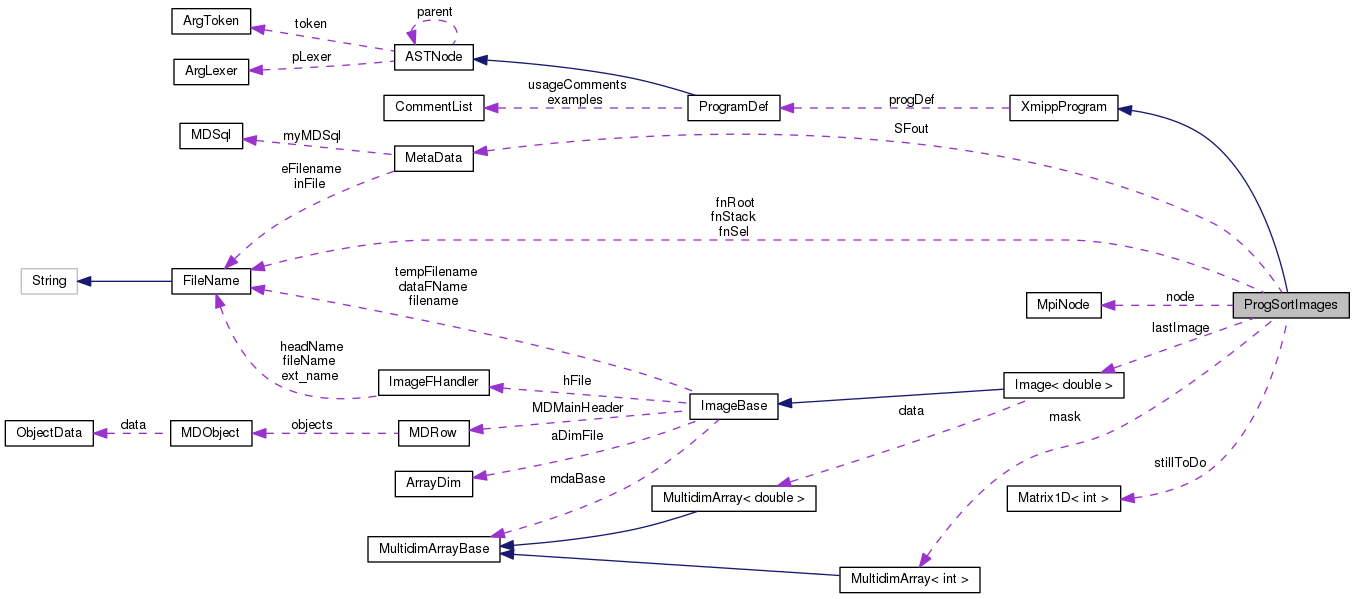 parent
ArgToken
token
ASTNode
pLexer
ArgLexer
usageComments
examples
CommentList
ProgramDef
progDef
XmippProgram
MDSql
myMDSql
SFout
MetaData
eFilename
inFile
fnRoot
fnStack
fnSel
String
FileName
tempFilename
dataFName
filename
MpiNode
node
ProgSortImages
lastImage
headName
fileName
ext_name
ImageFHandler
hFile
Image< double >
MDMainHeader
ImageBase
data
mask
ObjectData
data
MDObject
objects
MDRow
aDimFile
stillToDo
ArrayDim
mdaBase
MultidimArray< double >
Matrix1D< int >
MultidimArrayBase
MultidimArray< int >